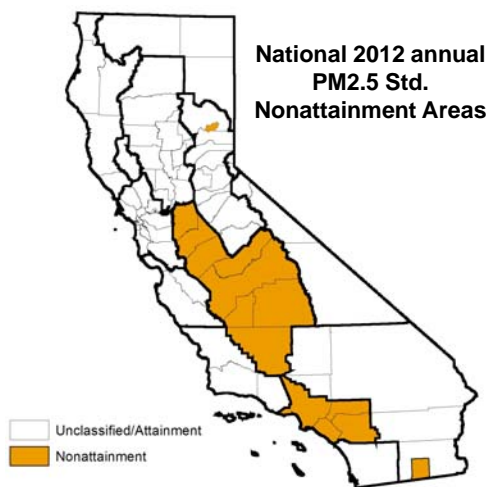 National 2012 annual
PM2.5 Std.
Nonattainment Areas
Unclassified/Attainment
Nonattainment